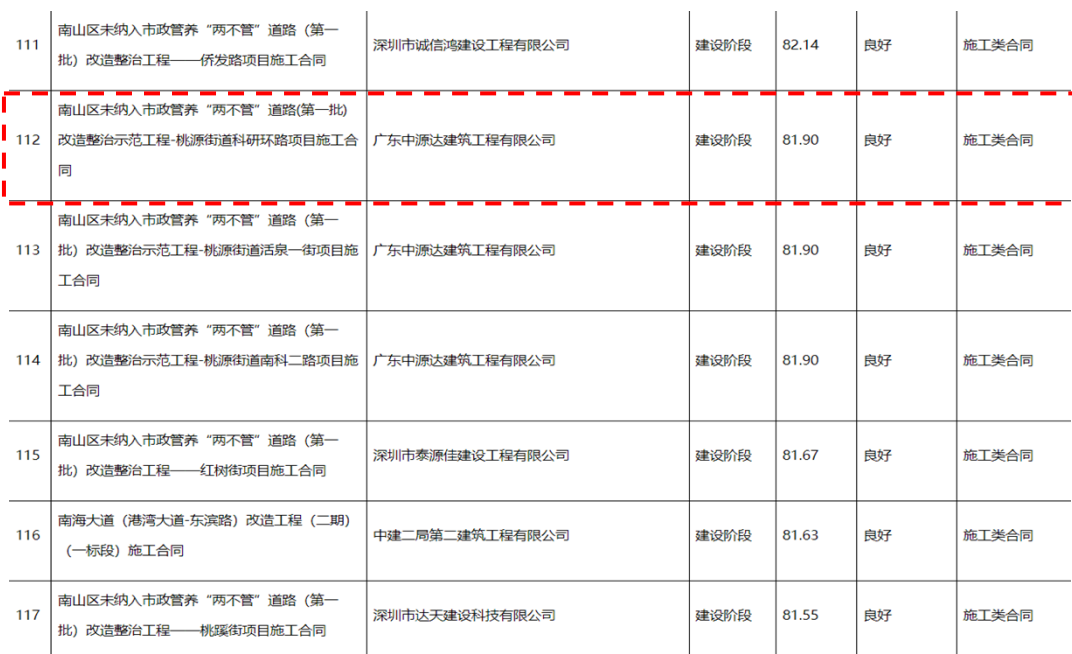 南山区未纳入市政管养“两不管”道路（第一
111 深圳市诚信鸿建设工程有限公司 建设阶段 82.14 良好 施工类合同
批）改造整治工程——侨发路项目施工合同
南山区未纳入市政管养“两不管”道路(第一批)
112 改造整治示范工程-桃源街道科研环路项目施工合 广东中源达建筑工程有限公司 建设阶段 81.90 良好 施工类合同
同
南山区未纳入市政管养“两不管”道路（第一
113 批）改造整治示范工程-桃源街道活泉一街项目施 广东中源达建筑工程有限公司 建设阶段 81.90 良好 施工类合同
工合同
南山区未纳入市政管养“两不管”道路（第一
114 批）改造整治示范工程-桃源街道南科二路项目施 广东中源达建筑工程有限公司 建设阶段 81.90 良好 施工类合同
工合同
南山区未纳入市政管养“两不管”道路（第一
115 深圳市泰源佳建设工程有限公司 建设阶段 81.67 良好 施工类合同
批）改造整治工程——红树街项目施工合同
南海大道（港湾大道-东滨路）改造工程（二期）
116 中建二局第二建筑工程有限公司 建设阶段 81.63 良好 施工类合同
（一标段）施工合同
南山区未纳入市政管养“两不管”道路（第一
117 深圳市达天建设科技有限公司 建设阶段 81.55 良好 施工类合同
批）改造整治工程——桃蹊街项目施工合同